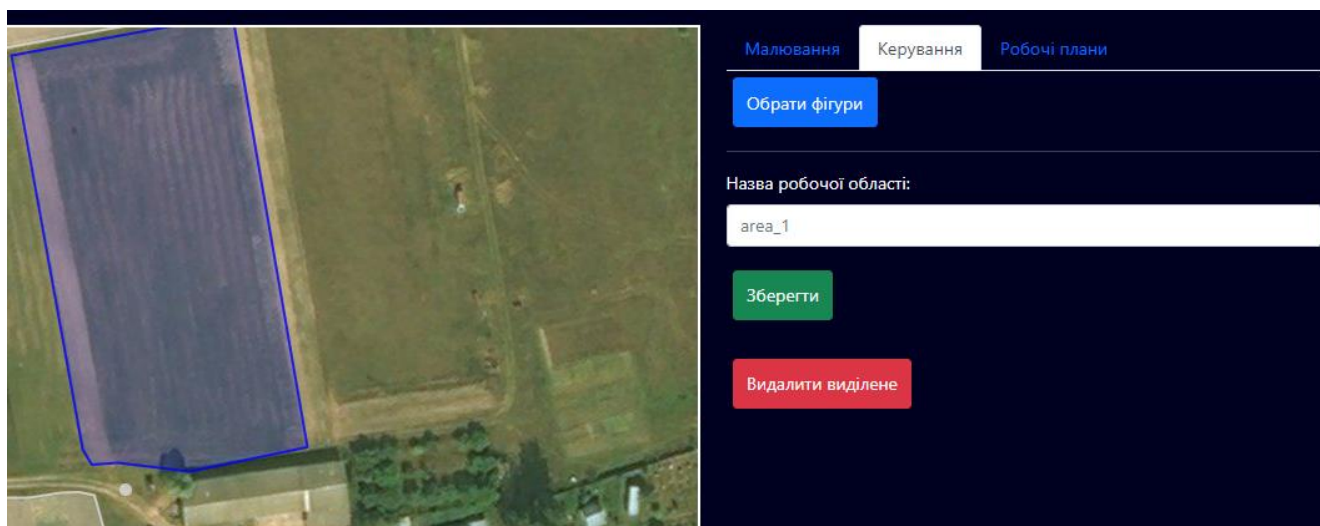 Малювання Керування Робочі плани
Обрати фігури
Назва робочої області:
area_1
Зберегти
Видалити виділене